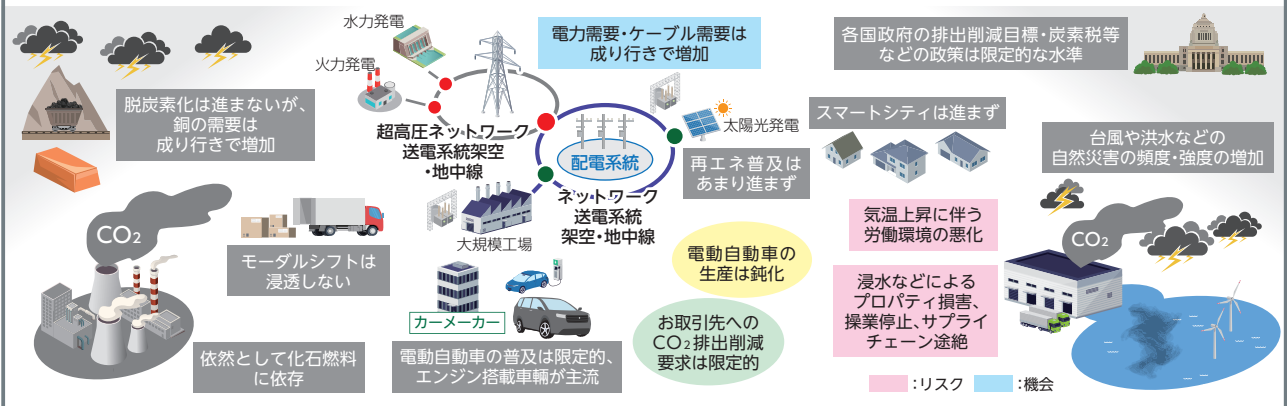 水力発電
火力発電
電力需要・ケーブル需要は
成り行きで増加
各国政府の排出削減目標・炭素税等
などの政策は限定的な水準
脱炭素化は進まないが、
銅の需要は
成り行きで増加
超高圧ネットワーク
送電系統架空
・地中線
配電系統
太陽光発電
再エネ普及は
あまり進まず
スマートシティは進まず
台風や洪水などの
自然災害の頻度・強度の増加
ネットワーク
送電系統
架空・地中線
大規模工場
CO2
モーダルシフトは
浸透しない
依然として化石燃料
に依存
カーメーカー
電動自動車の普及は限定的、
エンジン搭載車輌が主流
電動自動車の
生産は鈍化
お取引先への
CO2排出削減
要求は限定的
気温上昇に伴う
労働環境の悪化
浸水などによる
プロパティ損害、
操業停止、サプライ
チェーン途絶
CO2
:リスク
:機会